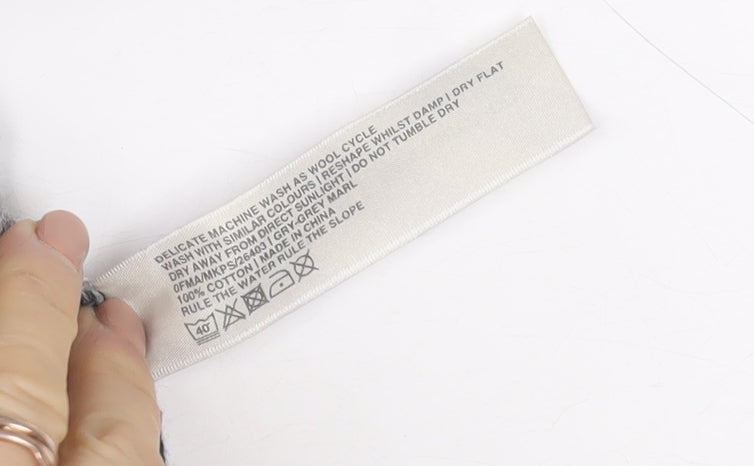 DELICATE MACHINE WASH AS WOOL CYCLE
WASH WITH SIMILAR COLOURS | RESHAPE WHILST DAMP | DRY FLAT
DRY AWAY FROM DIRECT SUNLIGHT | DO NOT TUMBLE DRY
0FMA/MKPS/26403 | GRY-GREY MARL
100% COTTON | MADE IN CHINA
RULE THE WATER RULE THE SLOPE
40°